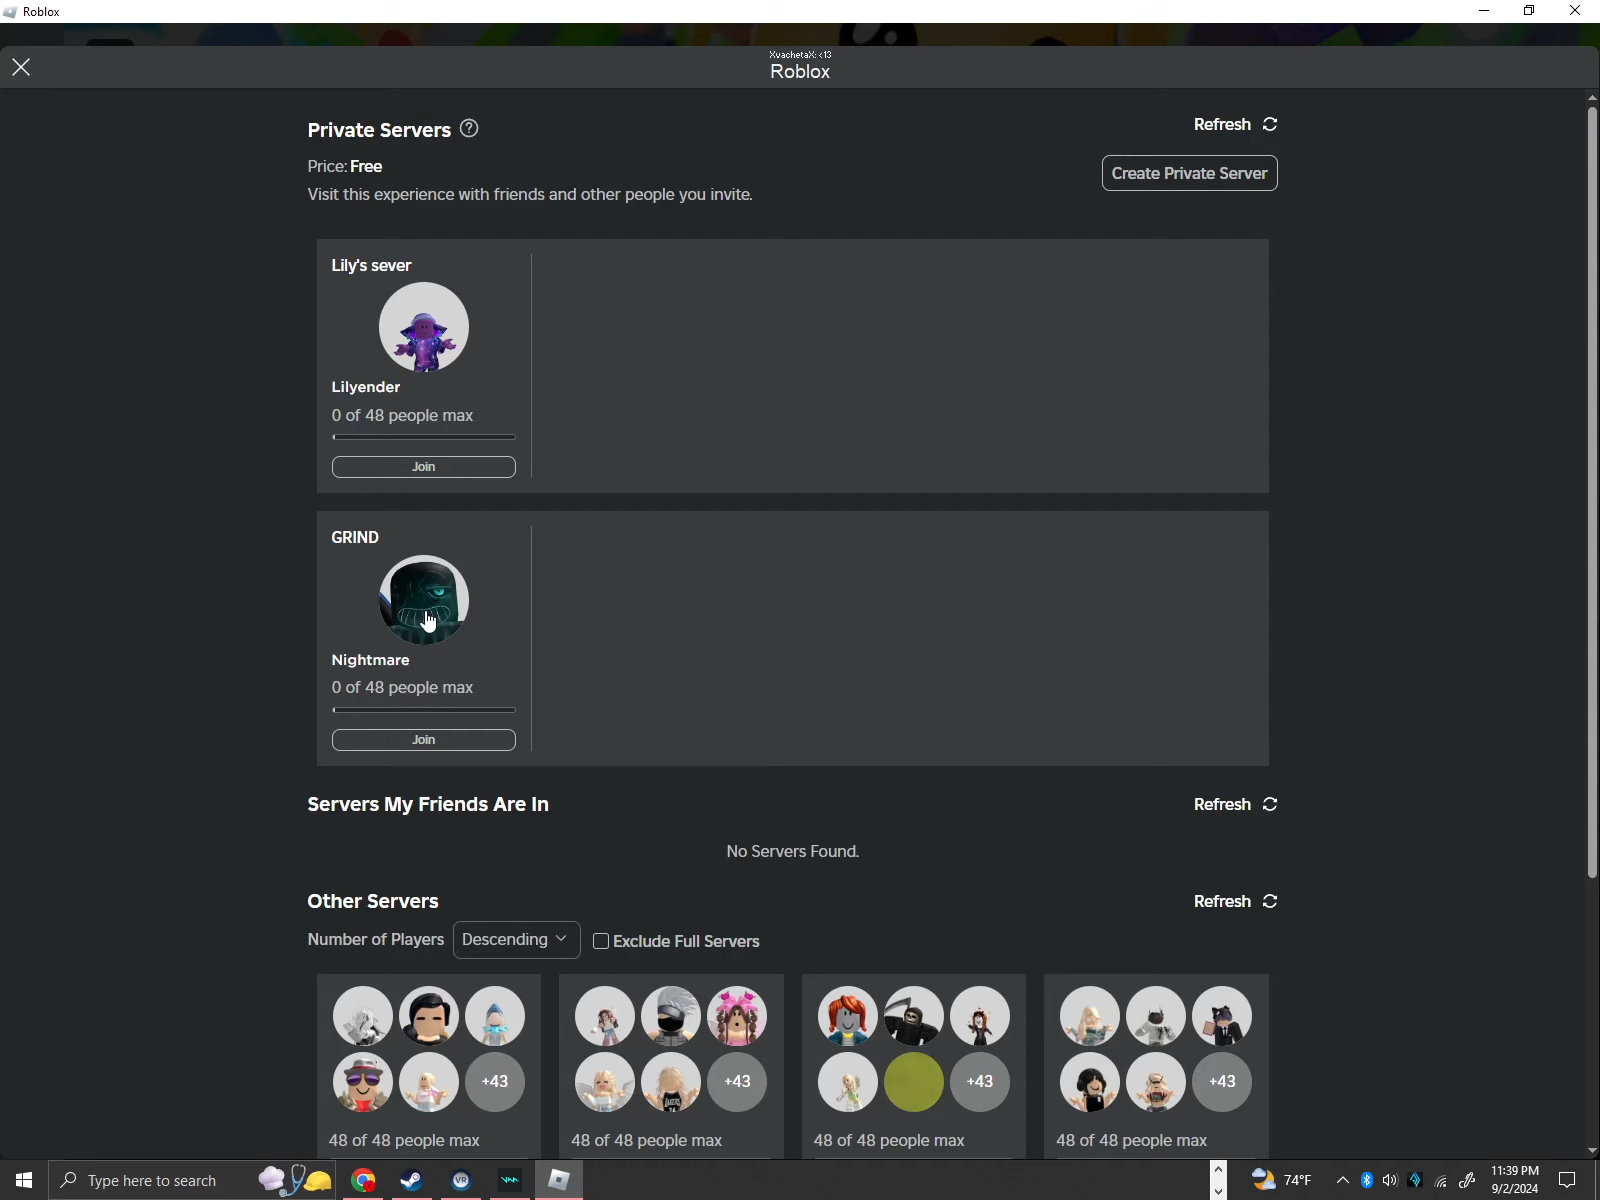 Roblox
XvachetaX: <13
Roblox
Private Servers
Refresh
Price: Free
Create Private Server
Visit this experience with friends and other people you invite.
Lily's sever
Lilyender
0 of 48 people max
Join
GRIND
Nightmare
0 of 48 people max
Join
Servers My Friends Are In
Refresh
No Servers Found.
Other Servers
Refresh
Number of Players
Descending
Exclude Full Servers
+43
+43
+43
+43
48 of 48 people max
48 of 48 people max
48 of 48 people max
48 of 48 people max
Type here to search
VR
74°F
11:39 PM
9/2/2024